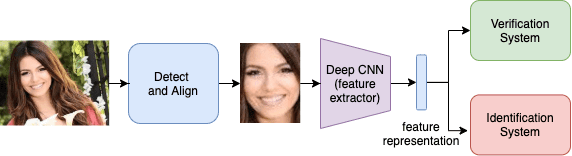 Detect
and Align
Deep CNN
(feature
extractor)
feature
representation
Verification
System
Identification
System